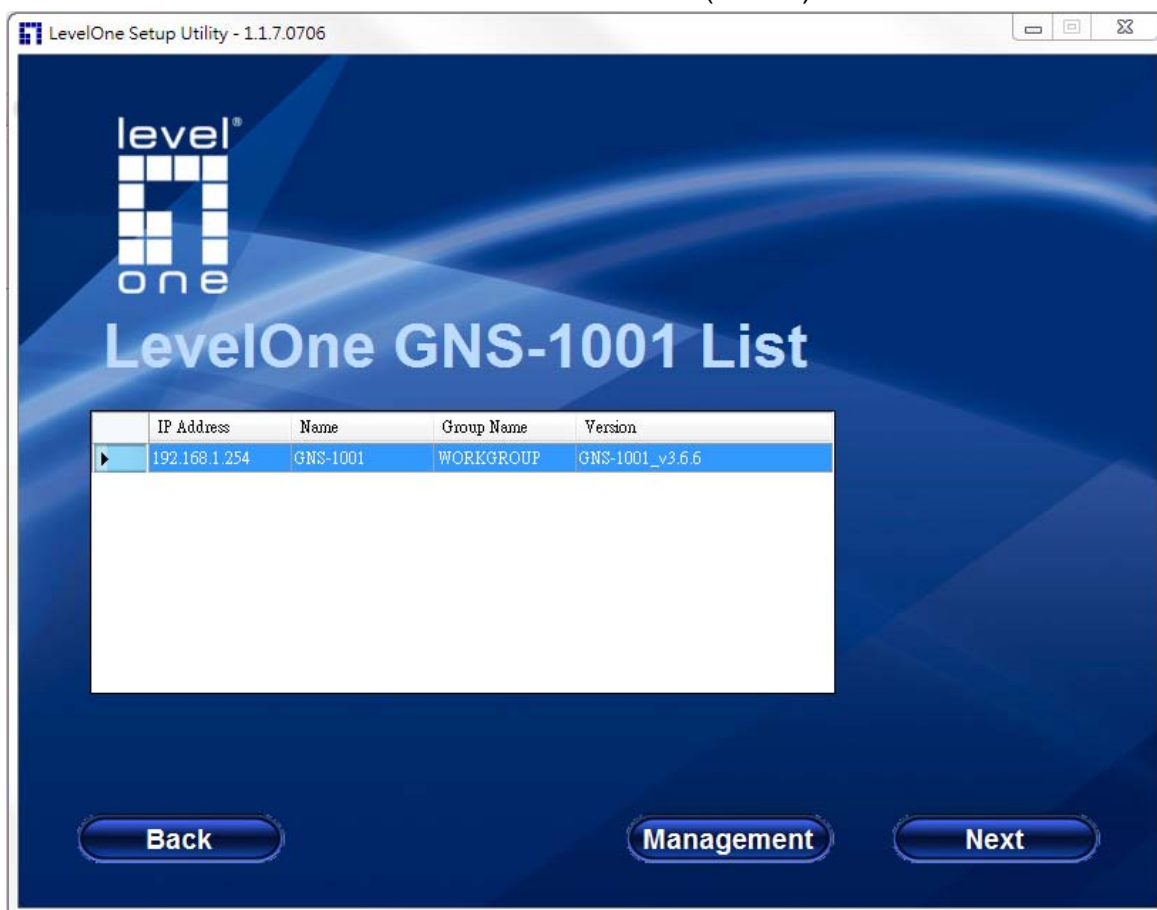 LevelOne Setup Utility - 1.1.7.0706
level®
one
LevelOne GNS-1001 List
IP Address Name Group Name Version
192.168.1.254 GNS-1001 WORKGROUP GNS-1001_v3.6.6
Back Management Next